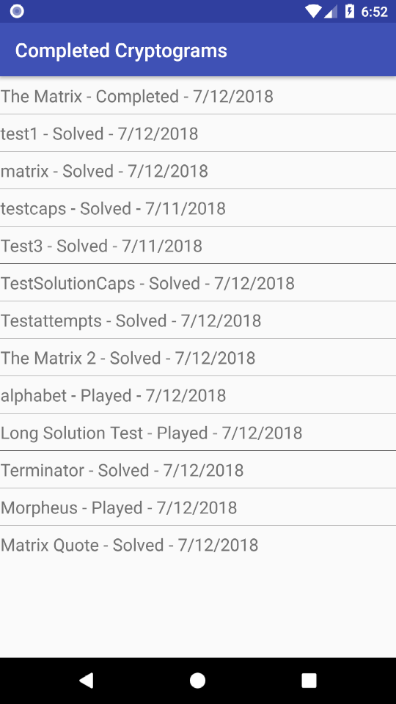 6:52
Completed Cryptograms
The Matrix - Completed - 7/12/2018
test1 - Solved - 7/12/2018
matrix - Solved - 7/12/2018
testcaps - Solved - 7/11/2018
Test3 - Solved - 7/11/2018
TestSolutionCaps - Solved - 7/12/2018
Testattempts - Solved - 7/12/2018
The Matrix 2 - Solved - 7/12/2018
alphabet - Played - 7/12/2018
Long Solution Test - Played - 7/12/2018
Terminator - Solved - 7/12/2018
Morpheus - Played - 7/12/2018
Matrix Quote - Solved - 7/12/2018